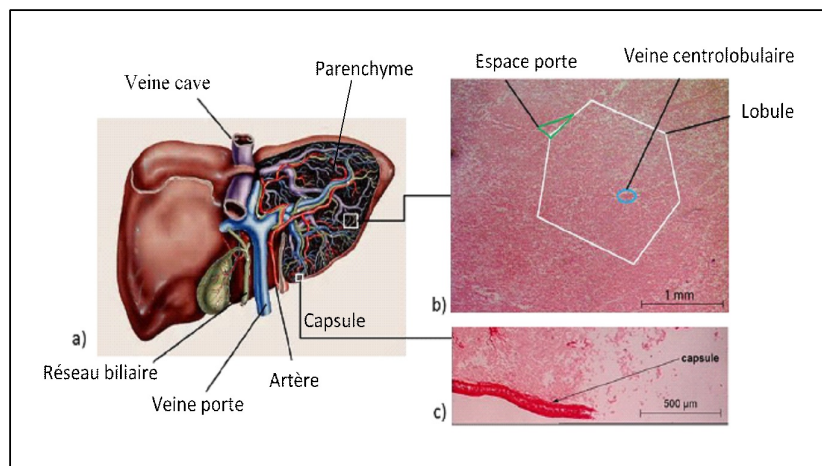 Veine cave
Parenchyme
Espace porte
Veine centrolobulaire
Lobule
1 mm
b)
a)
Capsule
Réseau biliaire
Veine porte
Artère
capsule
500 µm
c)